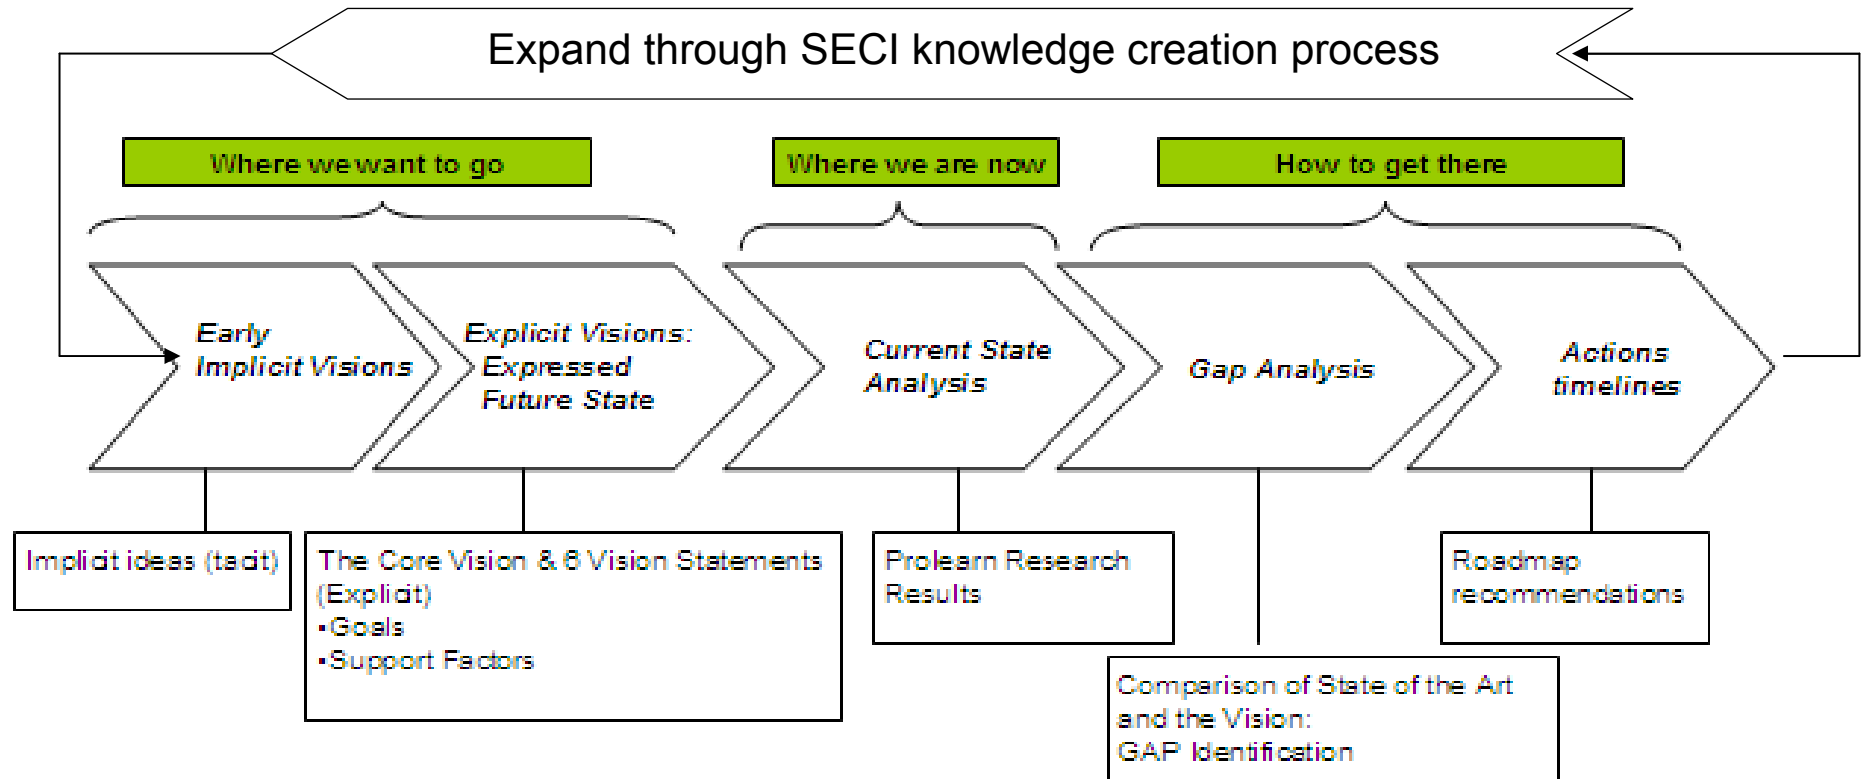 Expand through SECI knowledge creation process
Where we want to go
Where we are now
How to get there
Early
Implicit Visions
Explicit Visions:
Expressed
Future State
Current State
Analysis
Gap Analysis
Actions
timelines
Implicit ideas (tacit)
The Core Vision & 6 Vision Statements
(Explicit)
▪Goals
▪Support Factors
Prolearn Research
Results
Comparison of State of the Art
and the Vision:
GAP Identification
Roadmap
recommendations